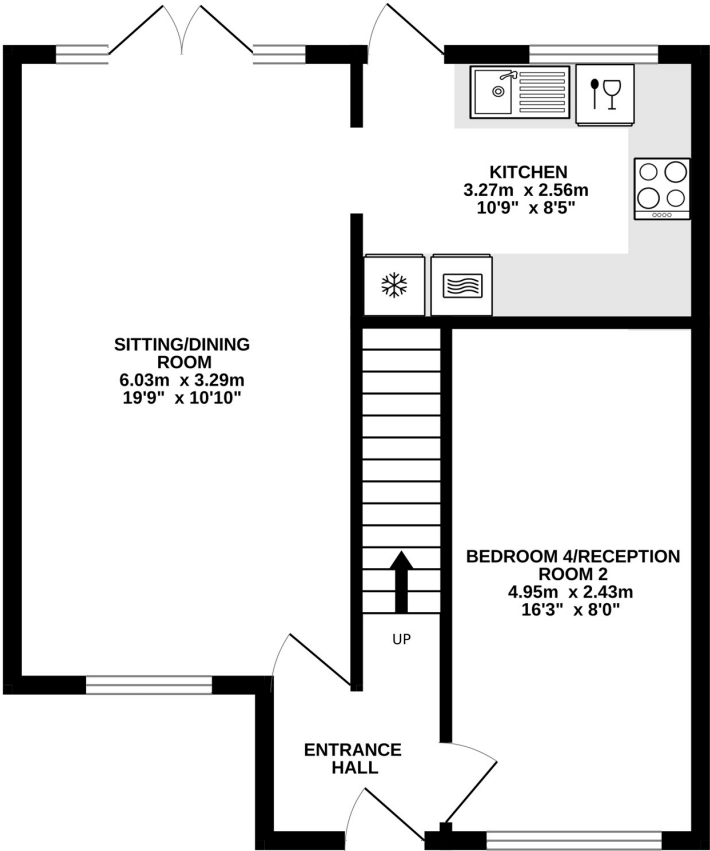 KITCHEN
3.27m x 2.56m
10'9" x 8'5"
SITTING/DINING
ROOM
6.03m x 3.29m
19'9" x 10'10"
BEDROOM 4/RECEPTION
ROOM 2
4.95m x 2.43m
16'3" x 8'0"
UP
ENTRANCE
HALL